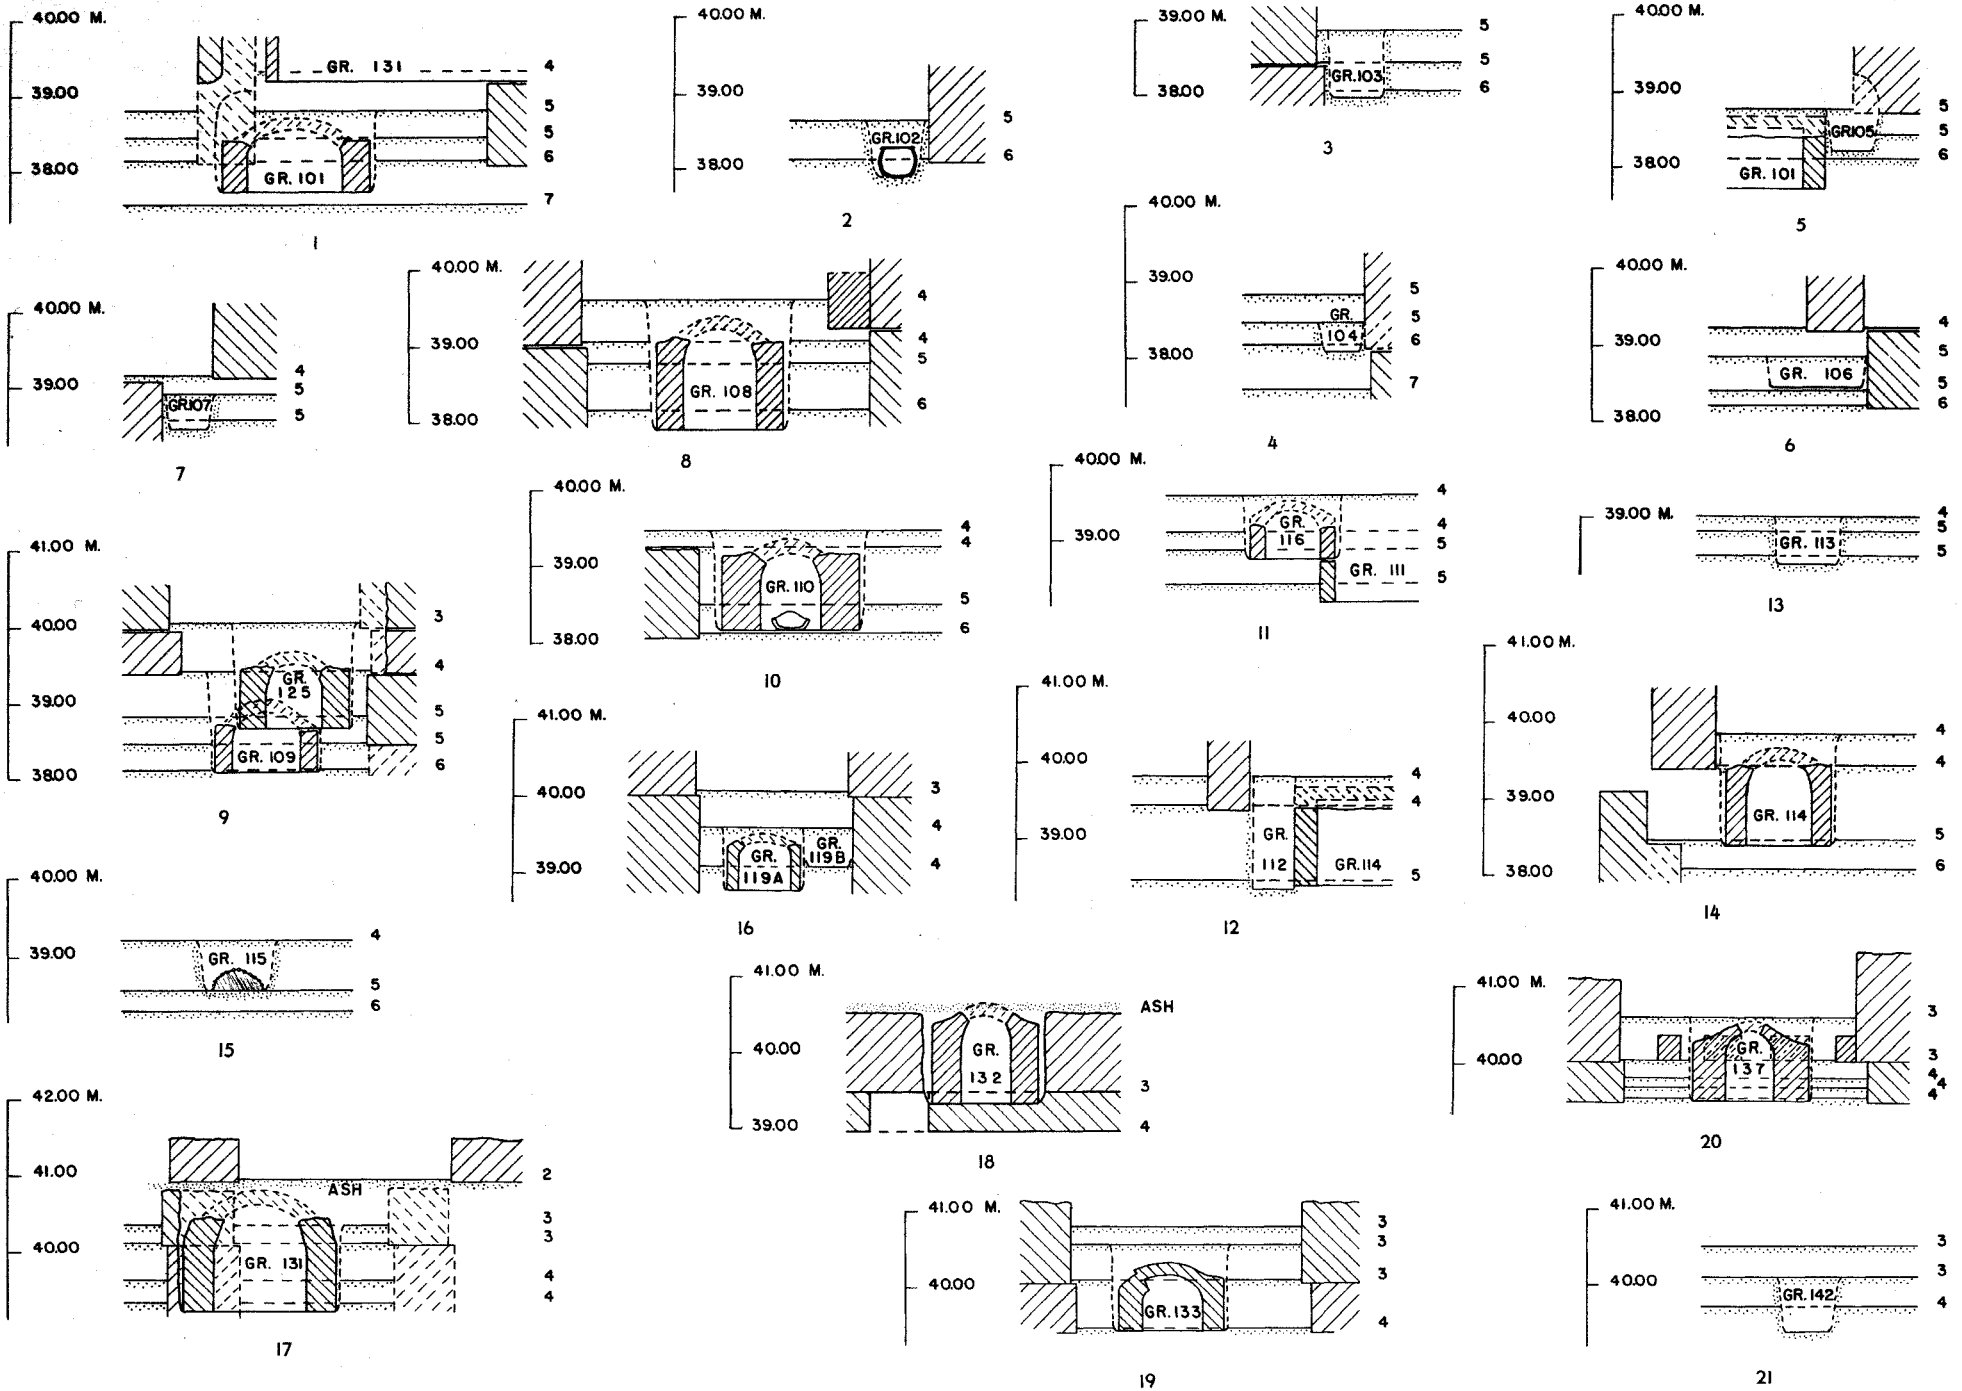 40.00 M.
39.00
38.00
GR. 131
4
5
5
6
7
GR. 101
1
40.00 M.
39.00
38.00
GR.102
5
6
2
39.00 M.
38.00
GR.103
5
5
6
3
40.00 M.
39.00
38.00
GR105
GR. 101
5
5
6
5
40.00 M.
39.00
GR.107
4
5
5
7
40.00 M.
39.00
38.00
GR. 108
4
4
5
6
8
40.00 M.
39.00
38.00
GR.
104
5
5
6
7
4
40.00 M.
39.00
38.00
GR. 106
4
5
5
6
6
41.00 M.
40.00
39.00
38.00
GR.
125
GR. 109
3
4
5
5
6
9
40.00 M.
39.00
38.00
GR. 110
4
4
5
6
10
40.00 M.
39.00
GR.
116
GR. 111
4
4
5
5
11
39.00 M.
GR. 113
4
5
5
13
41.00 M.
40.00
39.00
GR.
119A
GR.
119B
3
4
4
16
41.00 M.
40.00
39.00
GR.
112
GR.114
4
4
5
12
41.00 M.
40.00
39.00
38.00
GR. 114
4
4
5
6
14
40.00 M.
39.00
GR. 115
4
5
6
15
41.00 M.
40.00
39.00
GR.
132
ASH
3
4
18
41.00 M.
40.00
GR.
137
3
3
4
4
4
20
42.00 M.
41.00
40.00
ASH
GR. 131
2
3
3
4
4
17
41.00 M.
40.00
GR.133
3
3
3
4
19
41.00 M.
40.00
GR.142
3
3
4
21